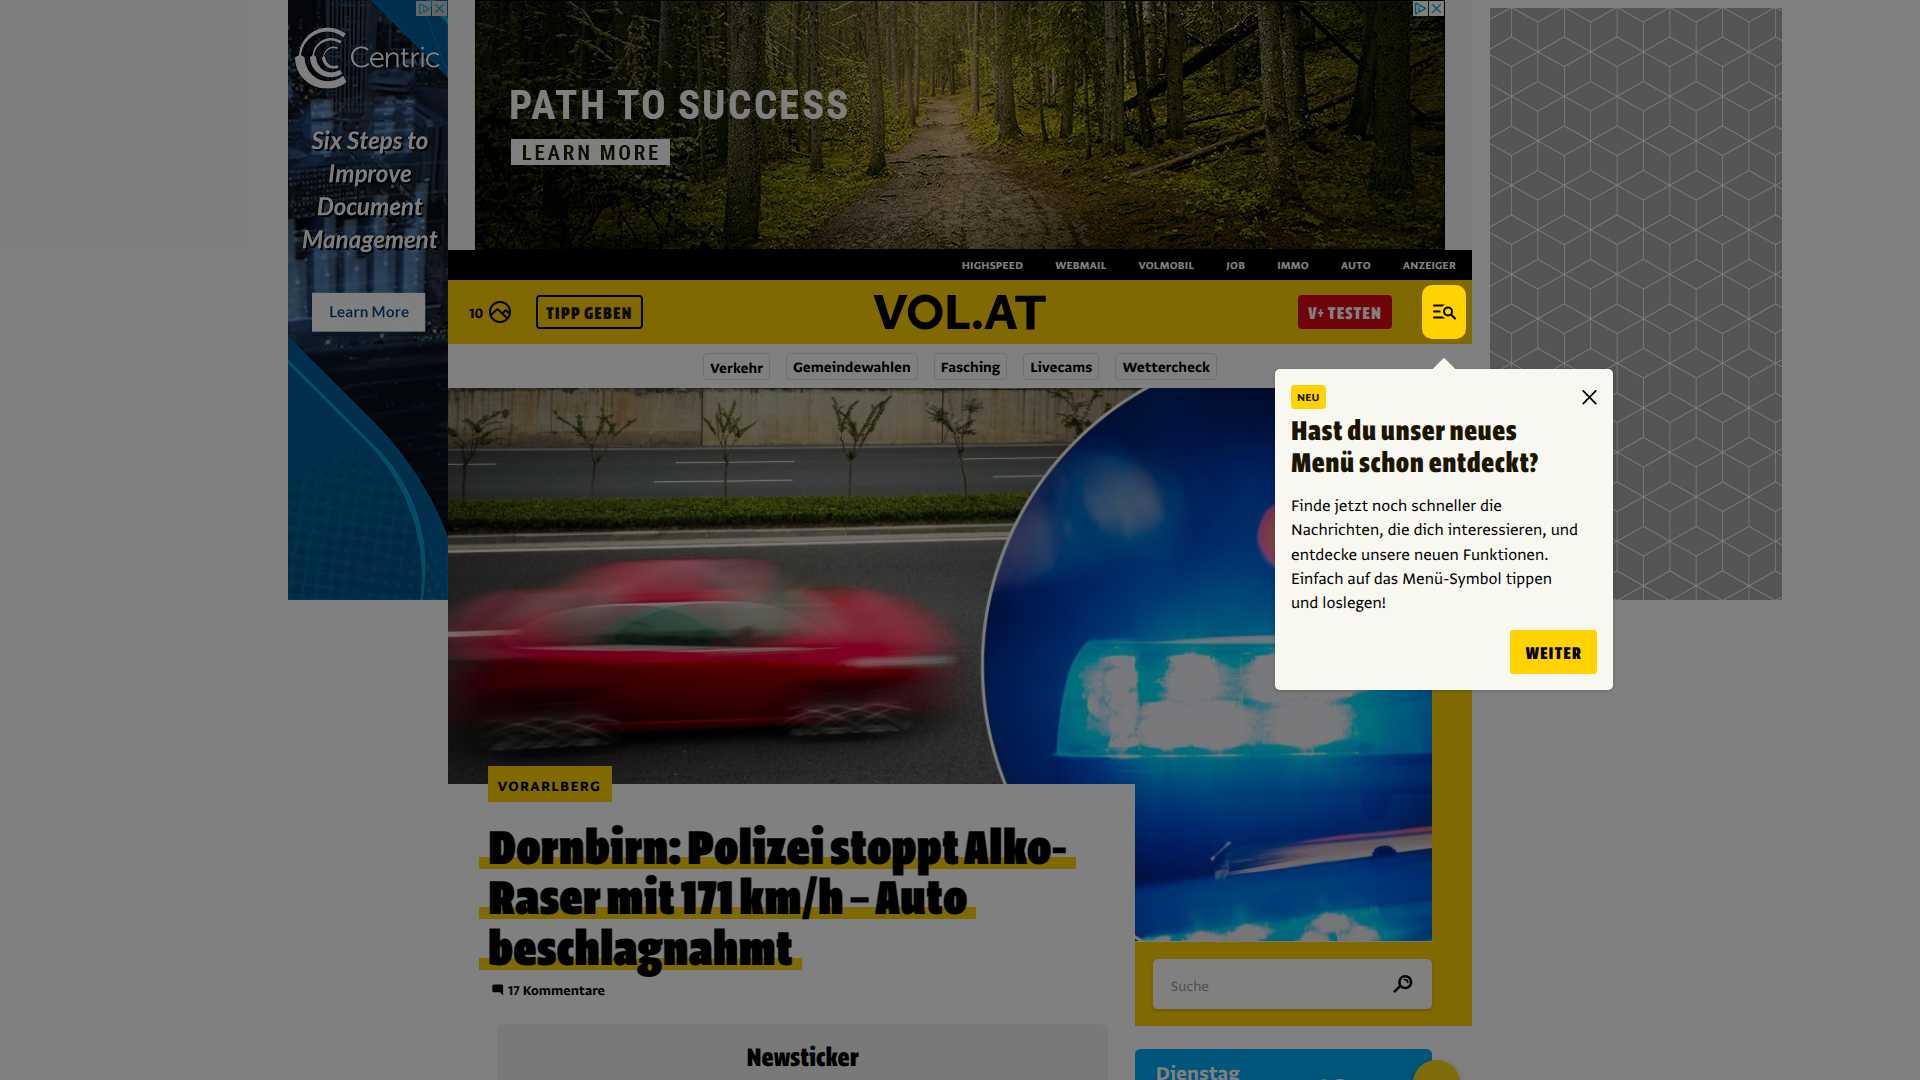 Centric
Six Steps to
Improve
Document
Management
Learn More
PATH TO SUCCESS
LEARN MORE
HIGHSPEED
WEBMAIL
VOLMOBIL
JOB
IMMO
AUTO
ANZEIGER
10
TIPP GEBEN
VOL.AT
V+ TESTEN
Verkehr
Gemeindewahlen
Fasching
Livecams
Wettercheck
NEU
Hast du unser neues
Menü schon entdeckt?
Finde jetzt noch schneller die
Nachrichten, die dich interessieren, und
entdecke unsere neuen Funktionen.
Einfach auf das Menü-Symbol tippen
und loslegen!
WEITER
VORARLBERG
Dornbirn: Polizei stoppt Alko-
Raser mit 171 km/h – Auto
beschlagnahmt
17 Kommentare
Suche
Newsticker
Dienstag